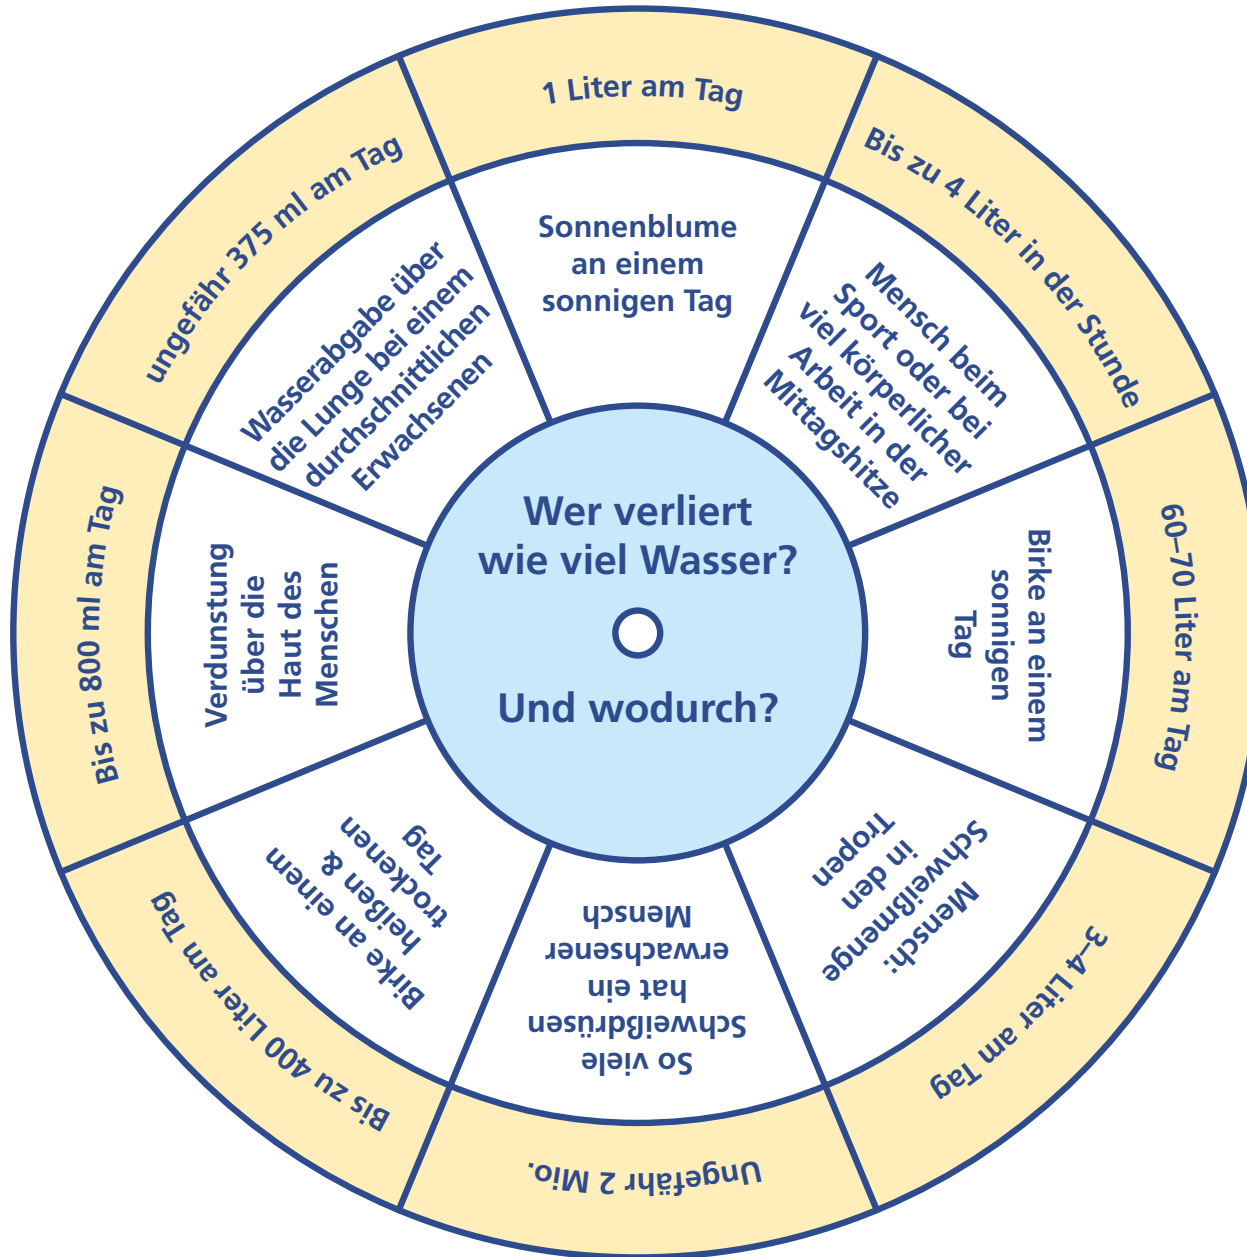 Wer verliert
wie viel Wasser?
Und wodurch?
1 Liter am Tag
Sonnenblume
an einem
sonnigen Tag
Bis zu 4 Liter in der Stunde
Mensch beim
Sport oder bei
viel körperlicher
Arbeit in der
Mittagshitze
60–70 Liter am Tag
Birke an einem
sonnigen
Tag
3–4 Liter am Tag
Mensch:
Schweißmenge
in den
Tropen
Ungefähr 2 Mio.
So viele
Schweißdrüsen
hat ein
erwachsener
Mensch
Bis zu 400 Liter am Tag
Birke an einem
heißen &
trockenen
Tag
Bis zu 800 ml am Tag
Verdunstung
über die
Haut des
Menschen
ungefähr 375 ml am Tag
Wasserabgabe über
die Lunge bei einem
durchschnittlichen
Erwachsenen